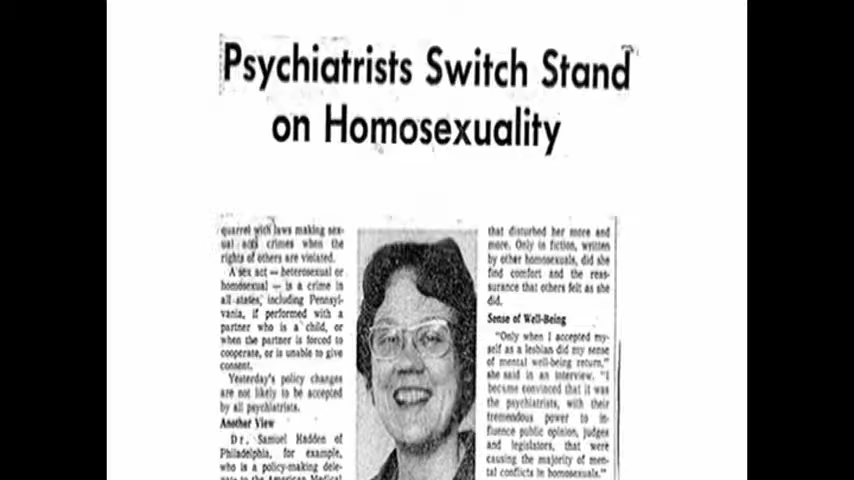 Psychiatrists Switch Stand
on Homosexuality
quarrel with laws making sex-
ual acts crimes when the
rights of others are violated.
A sex act — heterosexual or
homosexual — is a crime in
all states, including Pennsyl-
vania, if performed with a
partner who is a child, or
when the partner is forced to
cooperate, or is unable to give
consent.
Yesterday's policy changes
are not likely to be accepted
by all psychiatrists.
Another View
Dr. Samuel Hadden of
Philadelphia, for example,
who is a policy-making dele-
gate to the American Medical
that disturbed her more and
more. Only in fiction, written
by other homosexuals, did she
find comfort and the reas-
surance that others felt as she
did.
Sense of Well-Being
"Only when I accepted my-
self as a lesbian did my sense
of mental well-being return,"
she said in an interview. "I
became convinced that it was
the psychiatrists, with their
tremendous power to in-
fluence public opinion, judges
and legislators, that were
causing the majority of men-
tal conflicts in homosexuals."